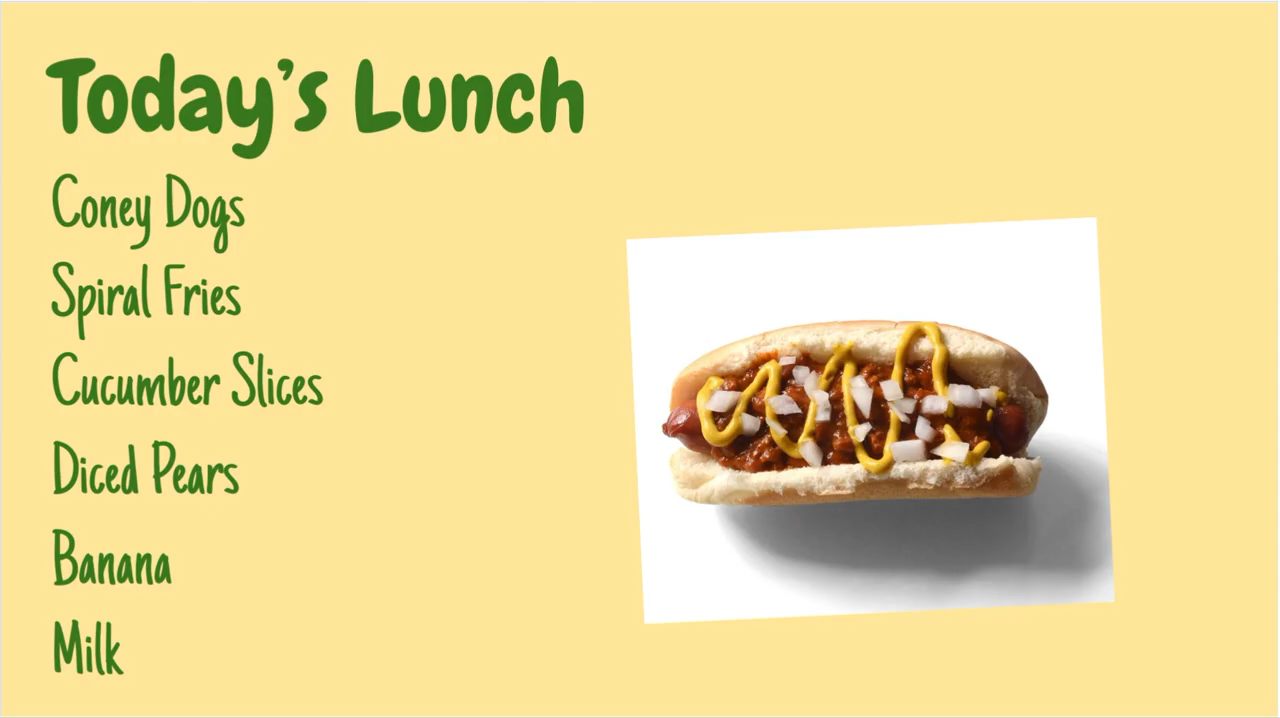 Today's Lunch
Coney Dogs
Spiral Fries
Cucumber Slices
Diced Pears
Banana
Milk